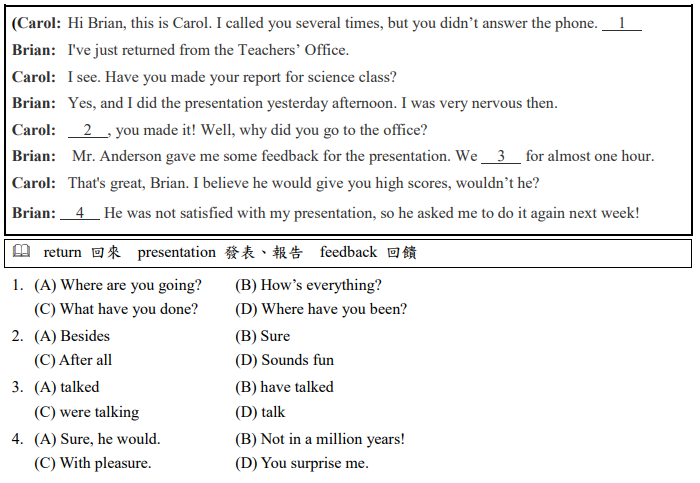 (Carol: Hi Brian, this is Carol. I called you several times, but you didn’t answer the phone. __1__
Brian: I've just returned from the Teachers’ Office.
Carol: I see. Have you made your report for science class?
Brian: Yes, and I did the presentation yesterday afternoon. I was very nervous then.
Carol: __2__, you made it! Well, why did you go to the office?
Brian: Mr. Anderson gave me some feedback for the presentation. We __3__ for almost one hour.
Carol: That's great, Brian. I believe he would give you high scores, wouldn’t he?
Brian: __4__ He was not satisfied with my presentation, so he asked me to do it again next week!
🕮 return 回來 presentation 發表、報告 feedback 回饋
1. (A) Where are you going? (B) How’s everything?
(C) What have you done? (D) Where have you been?
2. (A) Besides (B) Sure
(C) After all (D) Sounds fun
3. (A) talked (B) have talked
(C) were talking (D) talk
4. (A) Sure, he would. (B) Not in a million years!
(C) With pleasure. (D) You surprise me.